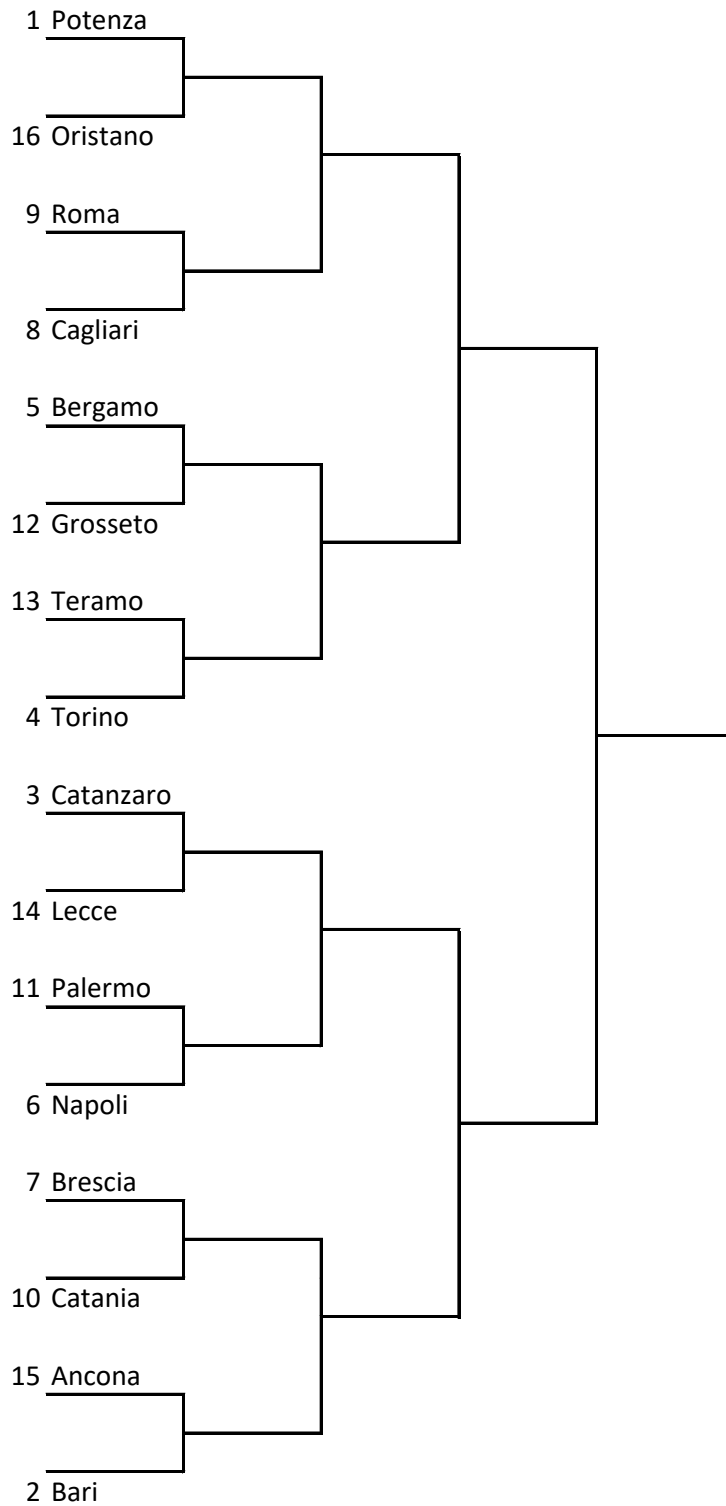 1 Potenza
16 Oristano
9 Roma
8 Cagliari
5 Bergamo
12 Grosseto
13 Teramo
4 Torino
3 Catanzaro
14 Lecce
11 Palermo
6 Napoli
7 Brescia
10 Catania
15 Ancona
2 Bari